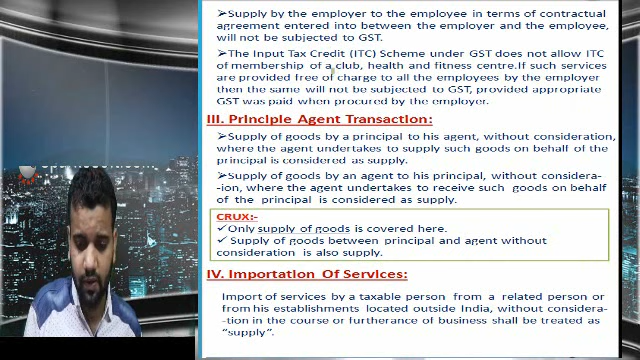 ➢Supply by the employer to the employee in terms of contractual
agreement entered into between the employer and the employee,
will not be subjected to GST.
➢The Input Tax Credit (ITC) Scheme under GST does not allow ITC
of membership of a club, health and fitness centre.If such services
are provided free of charge to all the employees by the employer
then the same will not be subjected to GST, provided appropriate
GST was paid when procured by the employer.
III. Principle Agent Transaction:
➢Supply of goods by a principal to his agent, without consideration,
where the agent undertakes to supply such goods on behalf of the
principal is considered as supply.
➢Supply of goods by an agent to his principal, without considera-
-ion, where the agent undertakes to receive such goods on behalf
of the principal is considered as supply.
CRUX:-
✓Only supply of goods is covered here.
✓ Supply of goods between principal and agent without
consideration is also supply.
IV. Importation Of Services:
Import of services by a taxable person from a related person or
from his establishments located outside India, without considera-
-tion in the course or furtherance of business shall be treated as
“supply”.